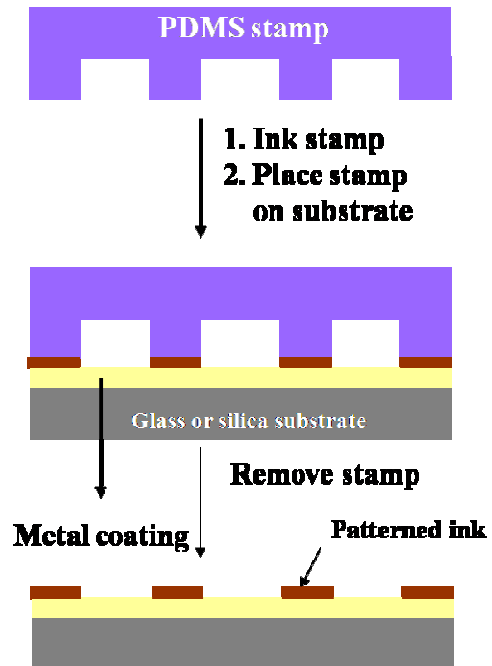 PDMS stamp
1. Ink stamp
2. Place stamp
on substrate
Glass or silica substrate
Remove stamp
Metal coating
Patterned ink